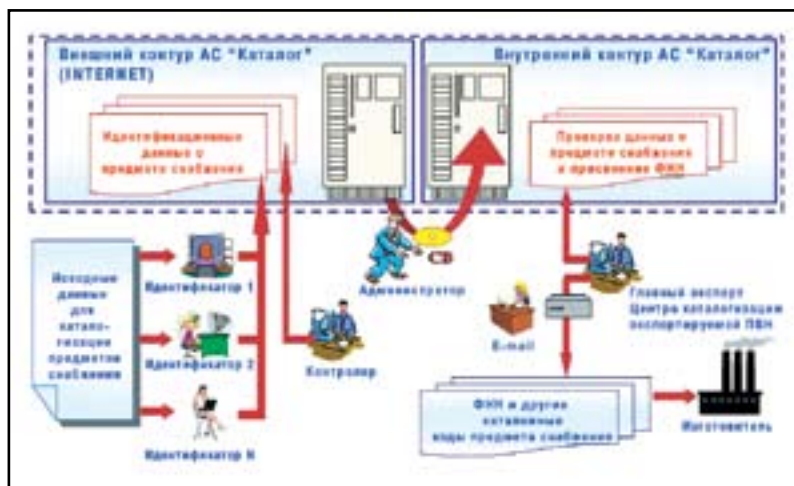 Внешний контур АС "Каталог"
(INTERNET)
Внутренний контур АС "Каталог"
Идентификационные
данные о
предмете снабжения
Проверка данных о
предмете снабжения
и присвоение ФНН
Исходные
данные
для
катало-
гизации
предметов
снабжения
Идентификатор 1
Идентификатор 2
Идентификатор N
Контролер
Администратор
CD
E-mail
Главный эксперт
Центра каталогизации
экспортируемой ПВН
ФНН и другие
каталожные
коды предмета снабжения
Изготовитель